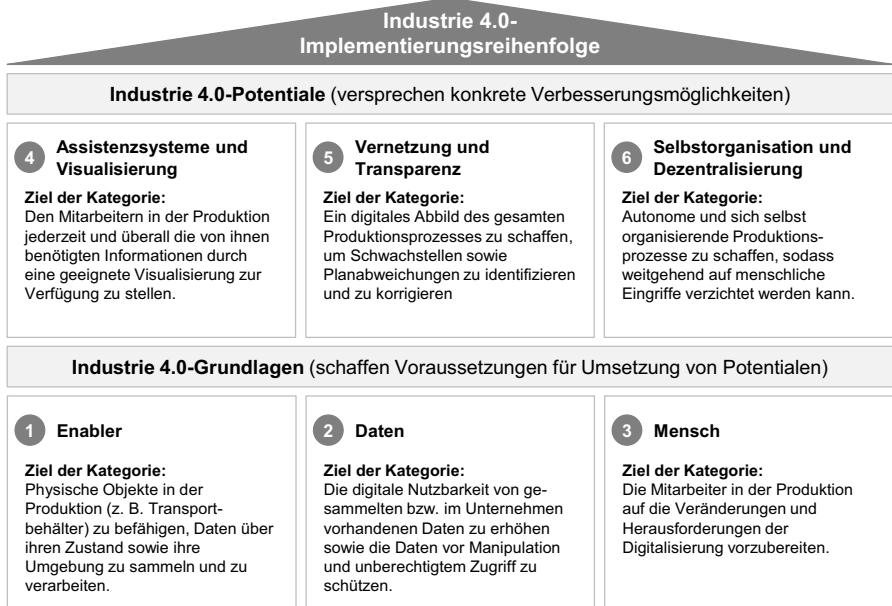 Industrie 4.0-
Implementierungsreihenfolge
Industrie 4.0-Potentiale (versprechen konkrete Verbesserungsmöglichkeiten)
4
Assistenzsysteme und
Visualisierung
Ziel der Kategorie:
Den Mitarbeitern in der Produktion
jederzeit und überall die von ihnen
benötigten Informationen durch
eine geeignete Visualisierung zur
Verfügung zu stellen.
5
Vernetzung und
Transparenz
Ziel der Kategorie:
Ein digitales Abbild des gesamten
Produktionsprozesses zu schaffen,
um Schwachstellen sowie
Planabweichungen zu identifizieren
und zu korrigieren
6
Selbstorganisation und
Dezentralisierung
Ziel der Kategorie:
Autonome und sich selbst
organisierende Produktions-
prozesse zu schaffen, sodass
weitgehend auf menschliche
Eingriffe verzichtet werden kann.
Industrie 4.0-Grundlagen (schaffen Voraussetzungen für Umsetzung von Potentialen)
1
Enabler
Ziel der Kategorie:
Physische Objekte in der
Produktion (z. B. Transport-
behälter) zu befähigen, Daten über
ihren Zustand sowie ihre
Umgebung zu sammeln und zu
verarbeiten.
2
Daten
Ziel der Kategorie:
Die digitale Nutzbarkeit von ge-
sammelten bzw. im Unternehmen
vorhandenen Daten zu erhöhen
sowie die Daten vor Manipulation
und unberechtigtem Zugriff zu
schützen.
3
Mensch
Ziel der Kategorie:
Die Mitarbeiter in der Produktion
auf die Veränderungen und
Herausforderungen der
Digitalisierung vorzubereiten.